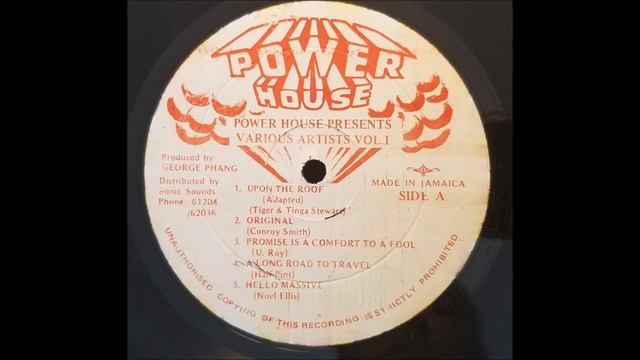 POWER
HOUSE
POWER HOUSE PRESENTS
VARIOUS ARTISTS VOL.1
Produced by
GEORGE PHANG
Distributed by
Sonic Sounds
Phone: 61204
/62036
MADE IN JAMAICA
SIDE A
1. UPON THE ROOF
(Adapted)
(Tiger & Tinga Stewart)
2. ORIGINAL
(Conroy Smith)
3. PROMISE IS A COMFORT TO A FOOL
(U. Roy)
4. A LONG ROAD TO TRAVEL
(Half Pint)
5. HELLO MASSIVE
(Noel Ellis)
UNAUTHORISED COPYING OF THIS RECORDING IS STRICTLY PROHIBITED